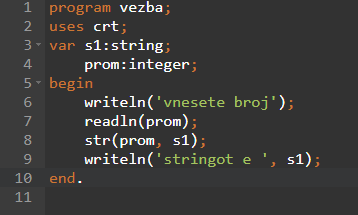 1 program vezba;
2 uses crt;
3 var s1:string;
4     prom:integer;
5 begin
6     writeln('vnesete broj');
7     readln(prom);
8     str(prom, s1);
9     writeln('stringot e ', s1);
10 end.
11